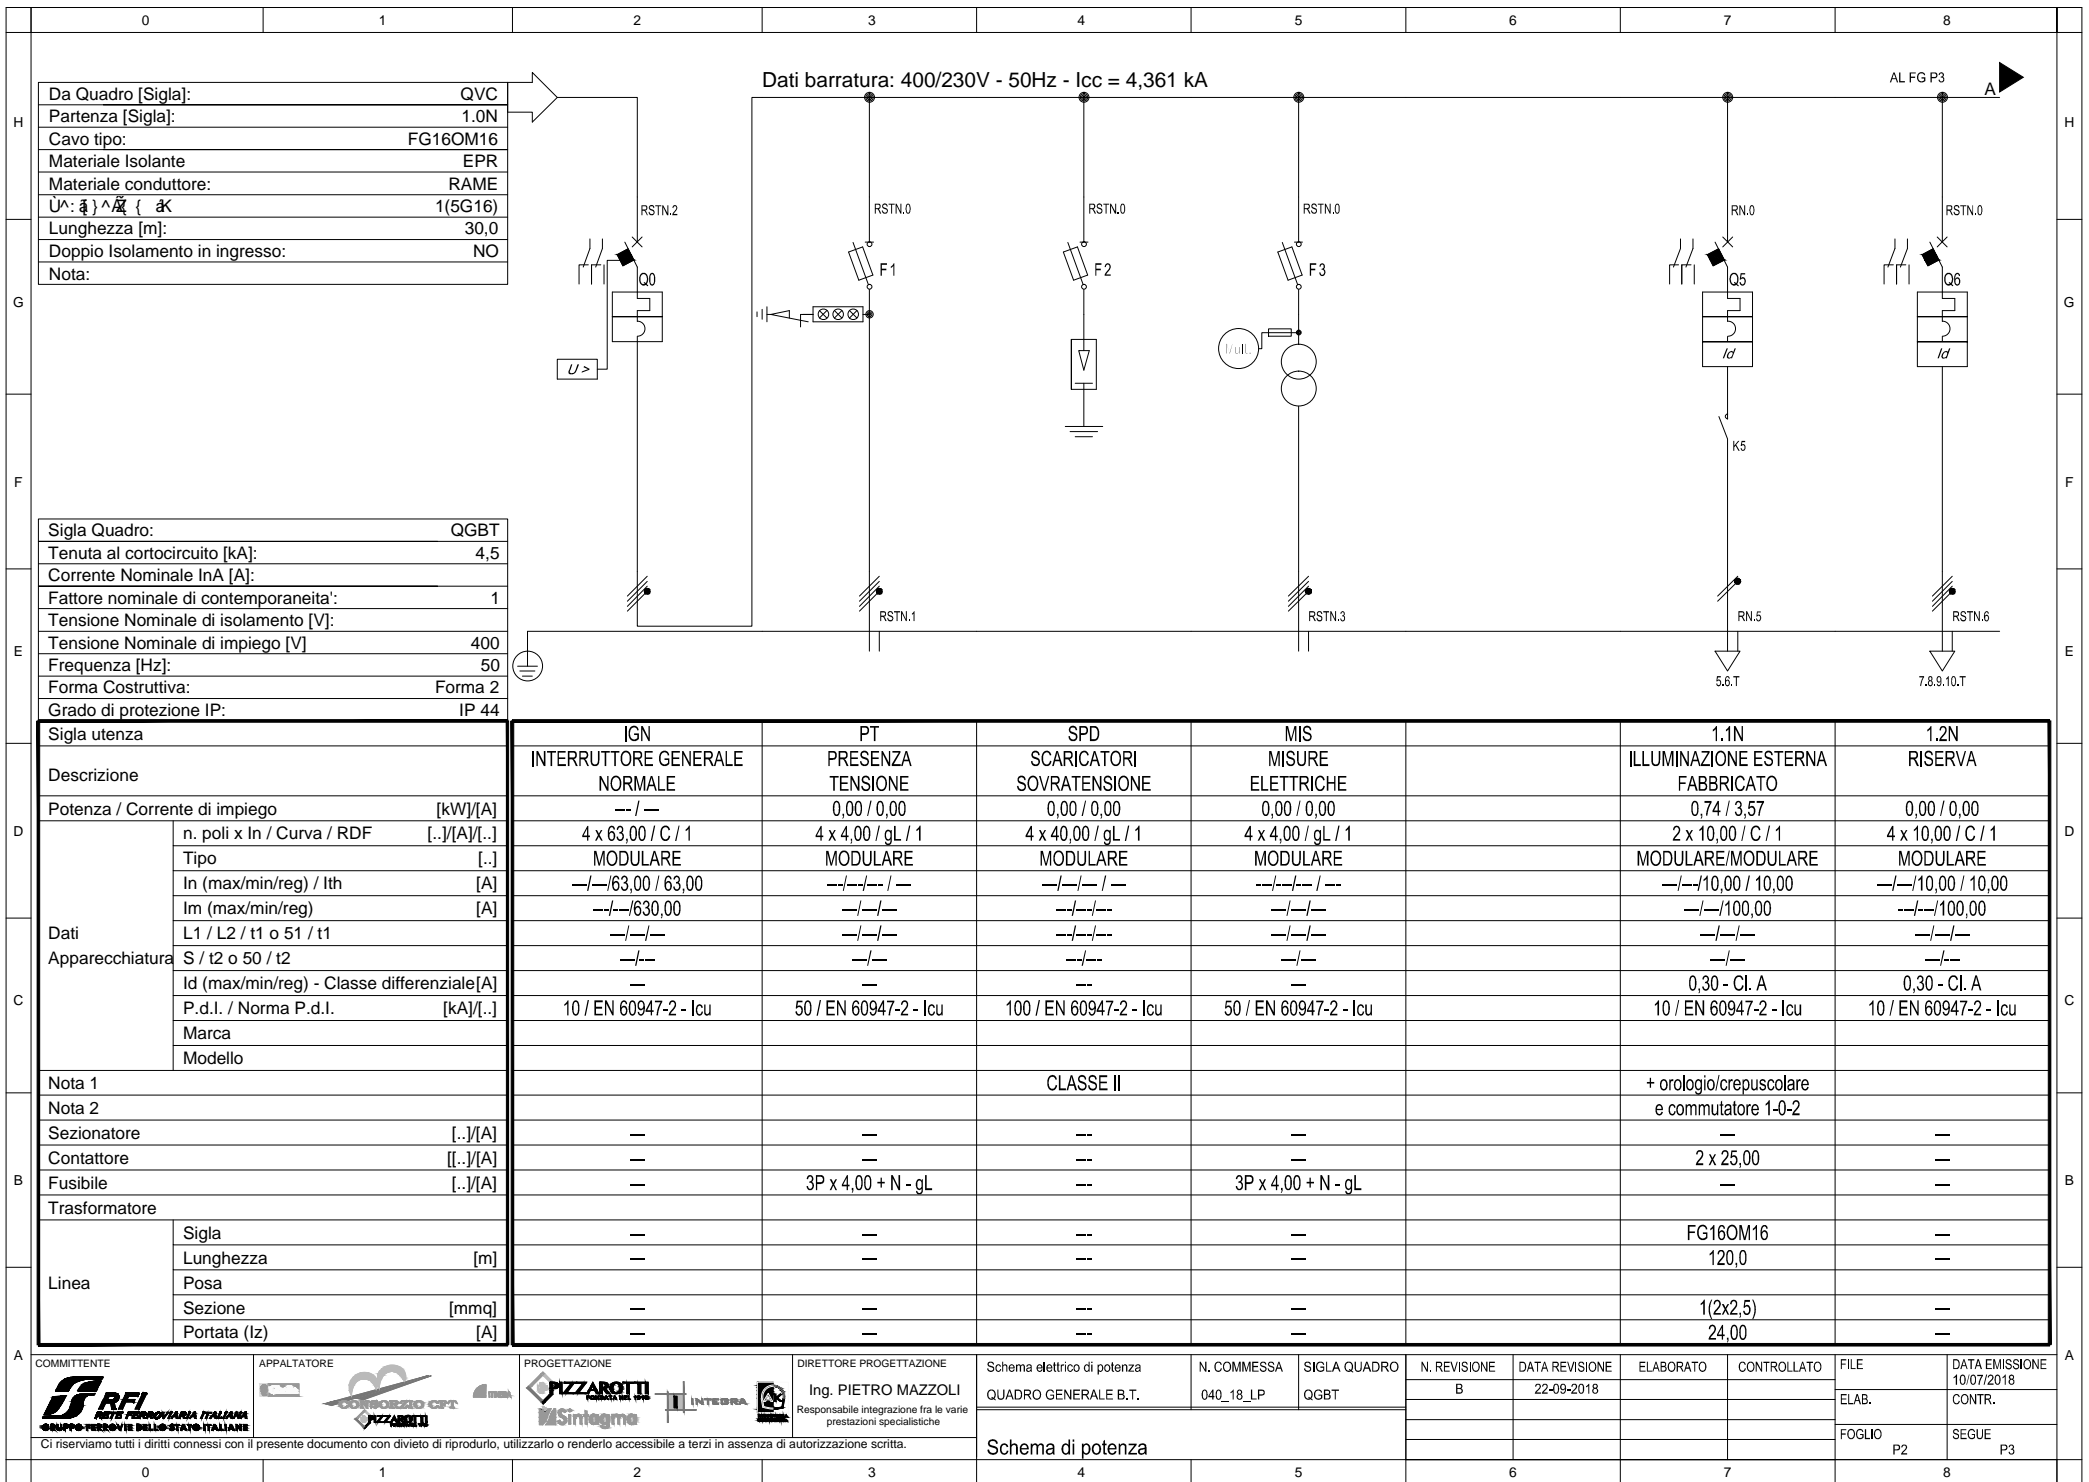 0 1 2 3 4 5 6 7 8
Dati barratura: 400/230V - 50Hz - Icc = 4,361 kA
AL FG P3
A
Da Quadro [Sigla]: QVC
Partenza [Sigla]: 1.0N
Cavo tipo: FG16OM16
Materiale Isolante EPR
Materiale conduttore: RAME
1(5G16)
Lunghezza [m]: 30,0
Doppio Isolamento in ingresso: NO
Nota:
H H
G G
F F
E E
D D
C C
B B
A A
RSTN.2 RSTN.0 RSTN.0 RSTN.0 RN.0 RSTN.0
Q0 F1 F2 F3 Q5 Q6
U >
Id Id
K5
RSTN.1 RSTN.3 RN.5 RSTN.6
5.6.T 7.8.9.10.T
Sigla Quadro: QGBT
Tenuta al cortocircuito [kA]: 4,5
Corrente Nominale InA [A]:
Fattore nominale di contemporaneita': 1
Tensione Nominale di isolamento [V]:
Tensione Nominale di impiego [V] 400
Frequenza [Hz]: 50
Forma Costruttiva: Forma 2
Grado di protezione IP: IP 44
Sigla utenza IGN PT SPD MIS 1.1N 1.2N
Descrizione INTERRUTTORE GENERALE NORMALE PRESENZA TENSIONE SCARICATORI SOVRATENSIONE MISURE ELETTRICHE ILLUMINAZIONE ESTERNA FABBRICATO RISERVA
Potenza / Corrente di impiego [kW]/[A] --- / --- 0,00 / 0,00 0,00 / 0,00 0,00 / 0,00 0,74 / 3,57 0,00 / 0,00
Dati Apparecchiatura
n. poli x In / Curva / RDF [..]/[A]/[..] 4 x 63,00 / C / 1 4 x 4,00 / gL / 1 4 x 40,00 / gL / 1 4 x 4,00 / gL / 1 2 x 10,00 / C / 1 4 x 10,00 / C / 1
Tipo [..] MODULARE MODULARE MODULARE MODULARE MODULARE/MODULARE MODULARE
In (max/min/reg) / Ith [A] ---/---/63,00 / 63,00 ---/---/--- / --- ---/---/--- / --- ---/---/--- / --- ---/---/10,00 / 10,00 ---/---/10,00 / 10,00
Im (max/min/reg) [A] ---/---/630,00 ---/---/--- ---/---/--- ---/---/--- ---/---/100,00 ---/---/100,00
L1 / L2 / t1 o 51 / t1 ---/---/--- ---/---/--- ---/---/--- ---/---/--- ---/---/--- ---/---/---
S / t2 o 50 / t2 ---/--- ---/--- ---/--- ---/--- ---/--- ---/---
Id (max/min/reg) - Classe differenziale[A] --- --- --- --- 0,30 - Cl. A 0,30 - Cl. A
P.d.I. / Norma P.d.I. [kA]/[..] 10 / EN 60947-2 - Icu 50 / EN 60947-2 - Icu 100 / EN 60947-2 - Icu 50 / EN 60947-2 - Icu 10 / EN 60947-2 - Icu 10 / EN 60947-2 - Icu
Marca
Modello
Nota 1 CLASSE II + orologio/crepuscolare
Nota 2 e commutatore 1-0-2
Sezionatore [..]/[A] --- --- --- --- --- ---
Contattore [[..]/[A] --- --- --- --- 2 x 25,00 ---
Fusibile [..]/[A] --- 3P x 4,00 + N - gL --- 3P x 4,00 + N - gL --- ---
Trasformatore
Linea
Sigla --- --- --- --- FG16OM16 ---
Lunghezza [m] --- --- --- --- 120,0 ---
Posa
Sezione [mmq] --- --- --- --- 1(2x2,5) ---
Portata (Iz) [A] --- --- --- --- 24,00 ---
COMMITTENTE
RFI
RETE FERROVIARIA ITALIANA
GRUPPO FERROVIE DELLO STATO ITALIANE
APPALTATORE
CONSORZIO CFT
PIZZAROTTI
PROGETTAZIONE
PIZZAROTTI
FONDATA NEL 1910
Sintagma
INTEGRA
DIRETTORE PROGETTAZIONE
Ing. PIETRO MAZZOLI
Responsabile integrazione fra le varie
prestazioni specialistiche
Ci riserviamo tutti i diritti connessi con il presente documento con divieto di riprodurlo, utilizzarlo o renderlo accessibile a terzi in assenza di autorizzazione scritta.
Schema elettrico di potenza
QUADRO GENERALE B.T.
Schema di potenza
N. COMMESSA
040_18_LP
SIGLA QUADRO
QGBT
N. REVISIONE DATA REVISIONE ELABORATO CONTROLLATO
B 22-09-2018
FILE
DATA EMISSIONE
10/07/2018
ELAB. CONTR.
FOGLIO SEGUE
P2 P3
0 1 2 3 4 5 6 7 8